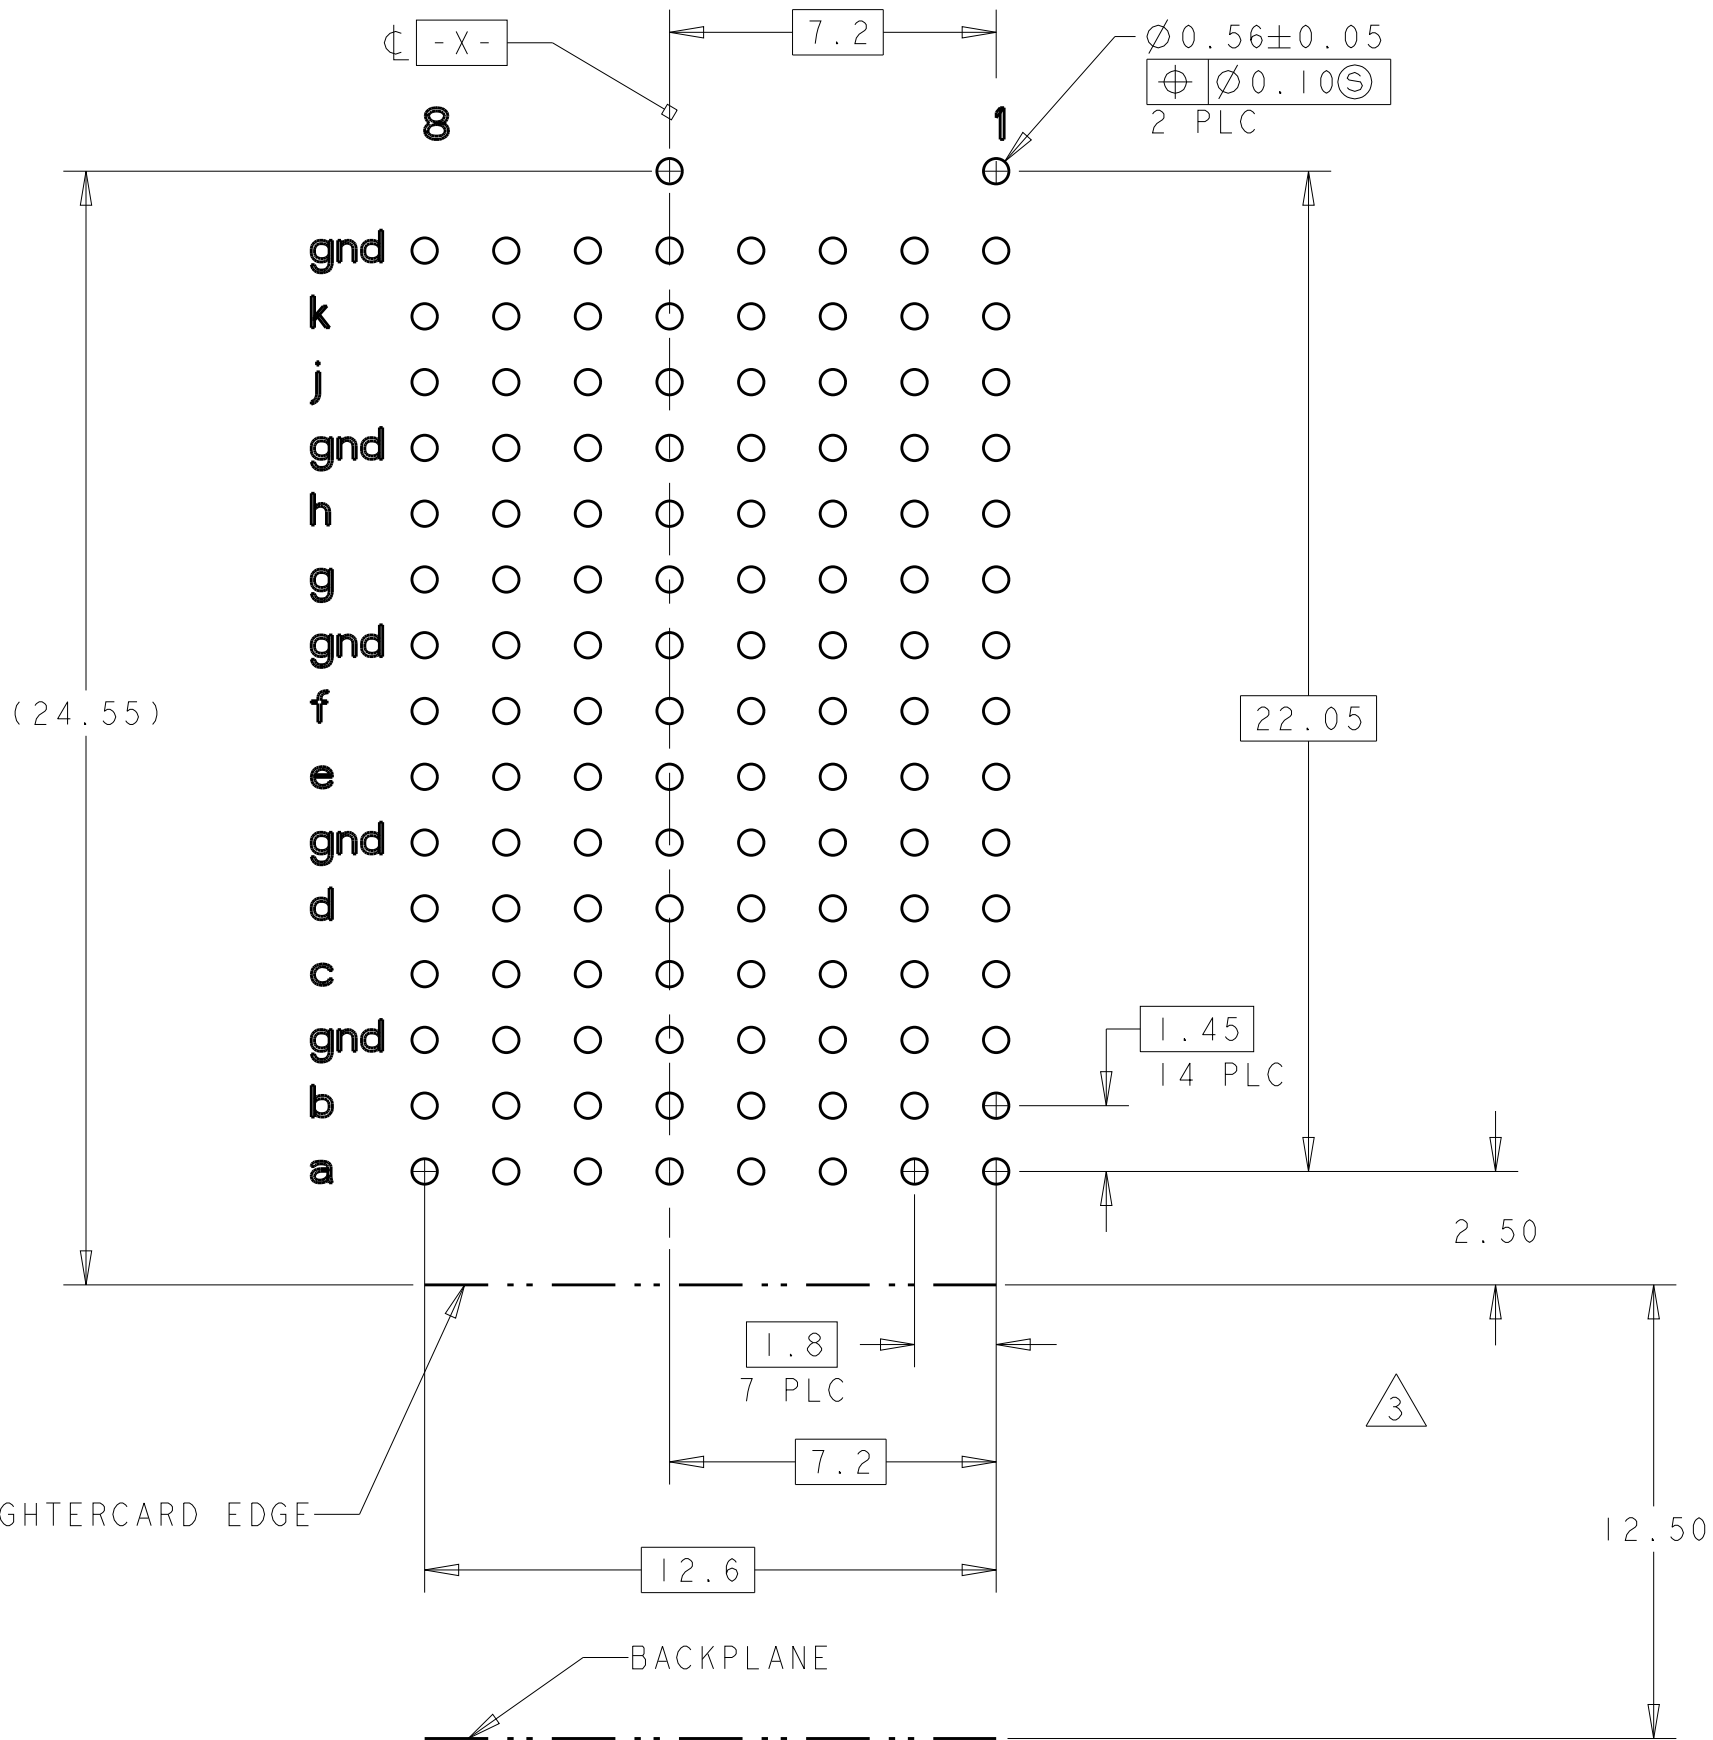 ℄ -X-
7.2
Ø0.56±0.05
⌖ Ø0.10Ⓢ
2 PLC
8
1
gnd
k
j
gnd
h
g
gnd
f
(24.55)
22.05
e
gnd
d
c
gnd
1.45
14 PLC
b
a
2.50
1.8
7 PLC
3
7.2
GHTERCARD EDGE
12.50
12.6
BACKPLANE